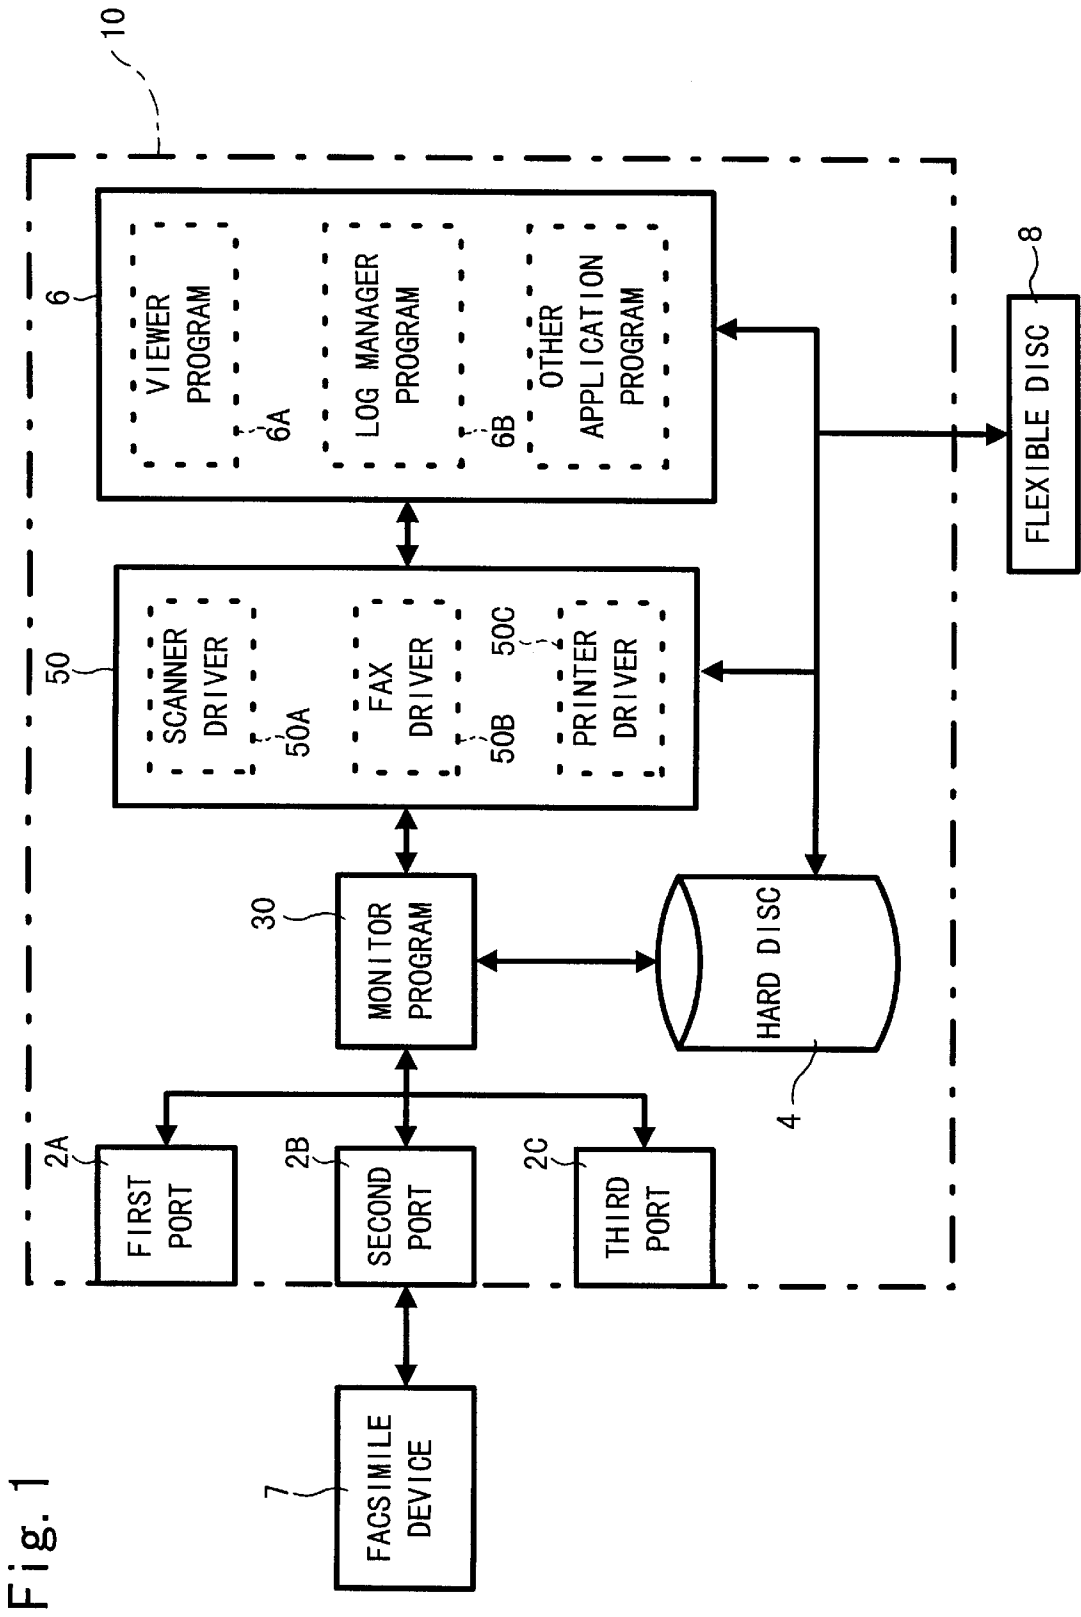 Fig. 1
10
7
FACSIMILE
DEVICE
2A
FIRST
PORT
2B
SECOND
PORT
2C
THIRD
PORT
30
MONITOR
PROGRAM
4
HARD DISC
50
SCANNER
DRIVER
50A
FAX
DRIVER
50B
50C
PRINTER
DRIVER
6
VIEWER
PROGRAM
6A
LOG MANAGER
PROGRAM
6B
OTHER
APPLICATION
PROGRAM
8
FLEXIBLE DISC